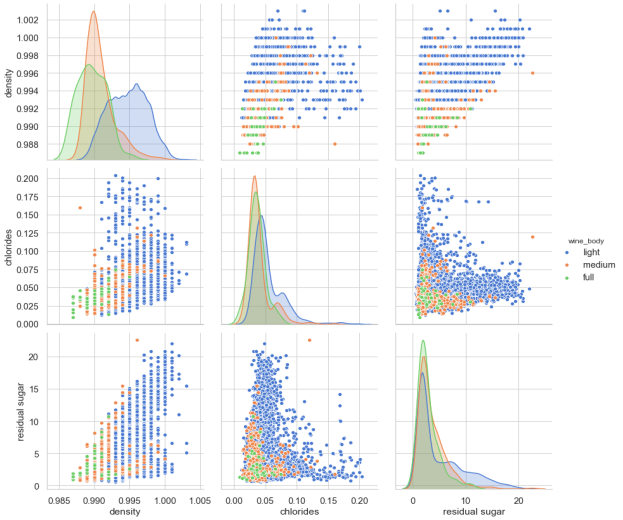 1.002
1.000
0.998
0.996
0.994
0.992
0.990
0.988
density
0.200
0.175
0.150
0.125
0.100
0.075
0.050
0.025
0.000
chlorides
wine_body
light
medium
full
20
15
10
5
0
residual sugar
0.985 0.990 0.995 1.000 1.005
density
0.00 0.05 0.10 0.15 0.20
chlorides
0 10 20
residual sugar